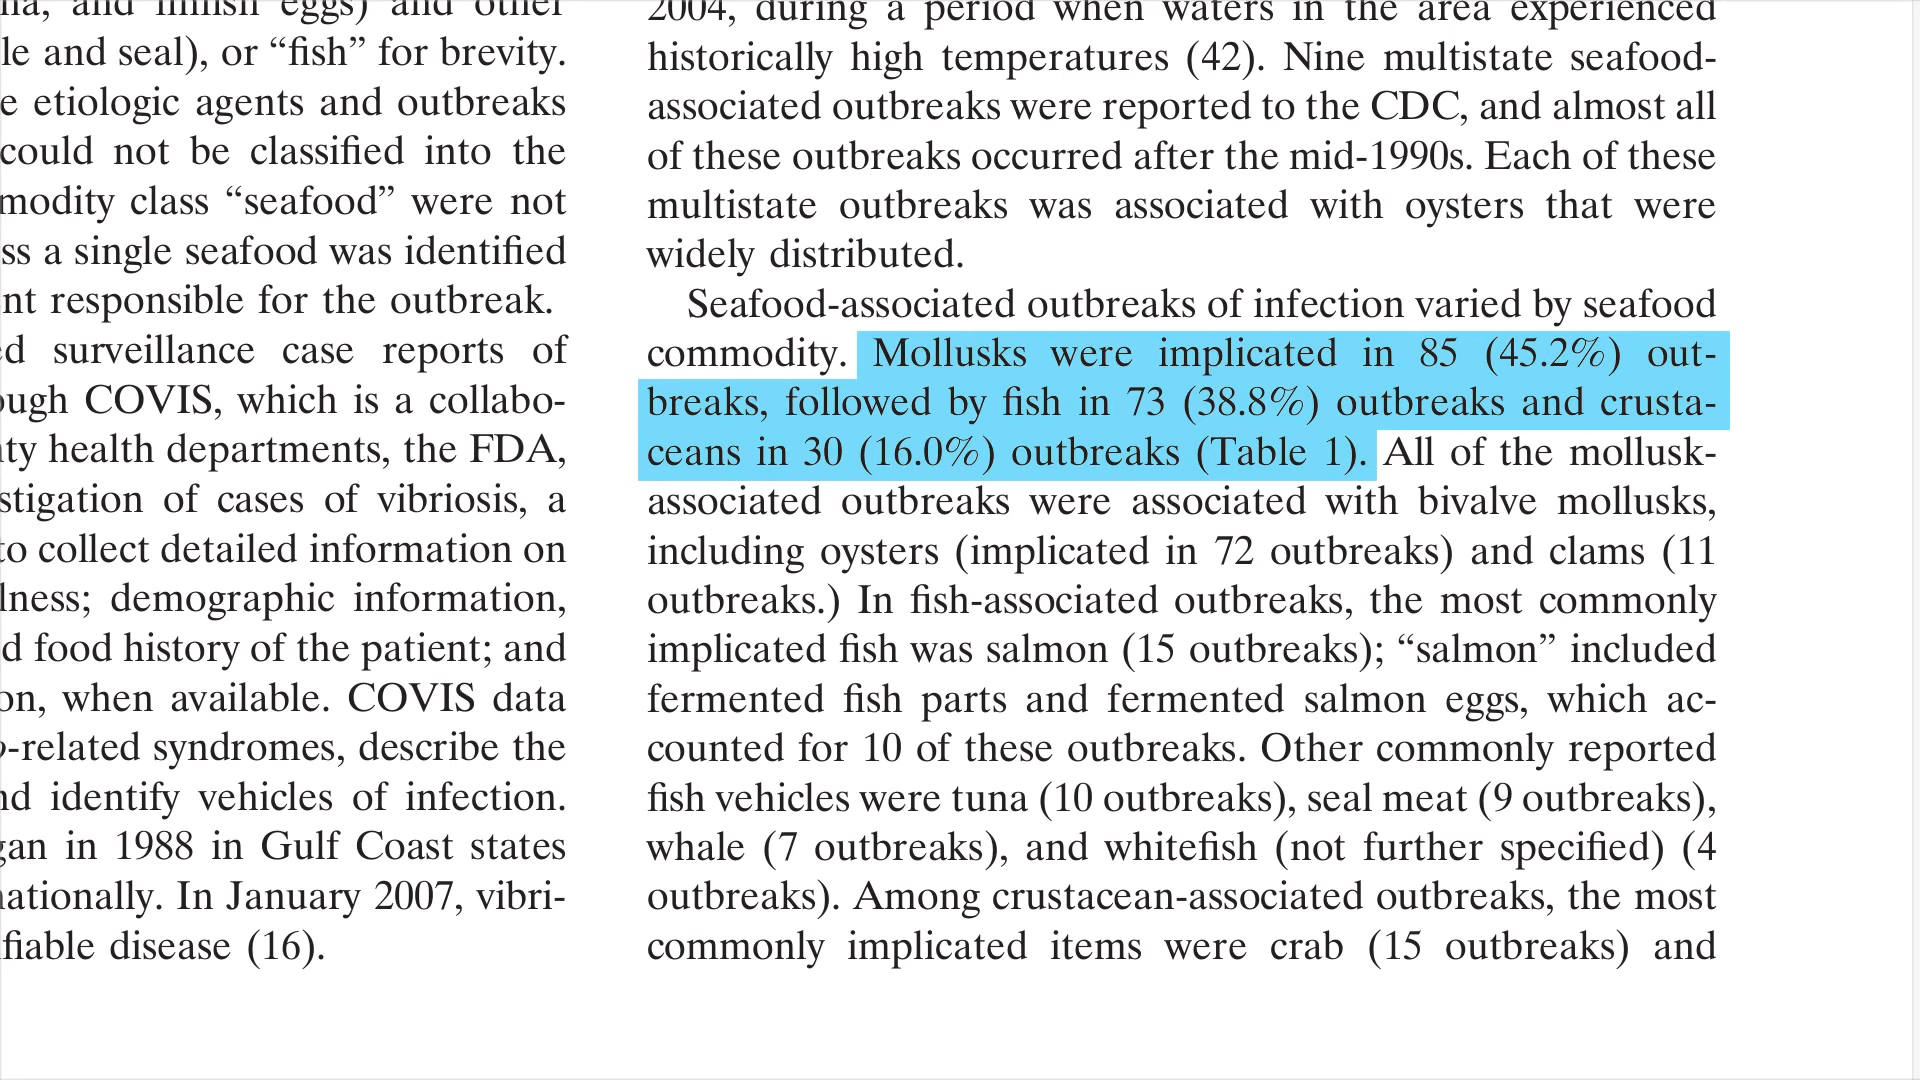 and finfish eggs) and other
le and seal), or “fish” for brevity.
e etiologic agents and outbreaks
could not be classified into the
modity class “seafood” were not
ss a single seafood was identified
nt responsible for the outbreak.
ed surveillance case reports of
ough COVIS, which is a collabo-
nty health departments, the FDA,
stigation of cases of vibriosis, a
to collect detailed information on
lness; demographic information,
d food history of the patient; and
on, when available. COVIS data
-related syndromes, describe the
nd identify vehicles of infection.
gan in 1988 in Gulf Coast states
nationally. In January 2007, vibri-
fiable disease (16).
2004, during a period when waters in the area experienced
historically high temperatures (42). Nine multistate seafood-
associated outbreaks were reported to the CDC, and almost all
of these outbreaks occurred after the mid-1990s. Each of these
multistate outbreaks was associated with oysters that were
widely distributed.
Seafood-associated outbreaks of infection varied by seafood
commodity. Mollusks were implicated in 85 (45.2%) out-
breaks, followed by fish in 73 (38.8%) outbreaks and crusta-
ceans in 30 (16.0%) outbreaks (Table 1). All of the mollusk-
associated outbreaks were associated with bivalve mollusks,
including oysters (implicated in 72 outbreaks) and clams (11
outbreaks.) In fish-associated outbreaks, the most commonly
implicated fish was salmon (15 outbreaks); “salmon” included
fermented fish parts and fermented salmon eggs, which ac-
counted for 10 of these outbreaks. Other commonly reported
fish vehicles were tuna (10 outbreaks), seal meat (9 outbreaks),
whale (7 outbreaks), and whitefish (not further specified) (4
outbreaks). Among crustacean-associated outbreaks, the most
commonly implicated items were crab (15 outbreaks) and